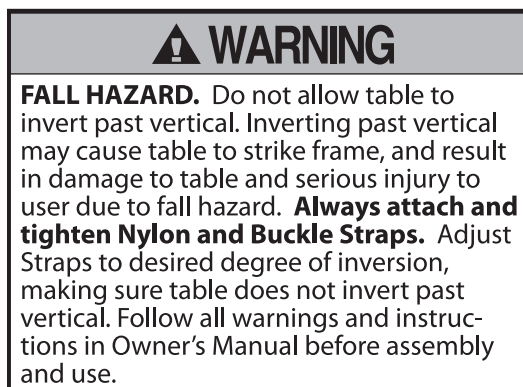 WARNING
FALL HAZARD. Do not allow table to
invert past vertical. Inverting past vertical
may cause table to strike frame, and result
in damage to table and serious injury to
user due to fall hazard. Always attach and
tighten Nylon and Buckle Straps. Adjust
Straps to desired degree of inversion,
making sure table does not invert past
vertical. Follow all warnings and instruc-
tions in Owner's Manual before assembly
and use.